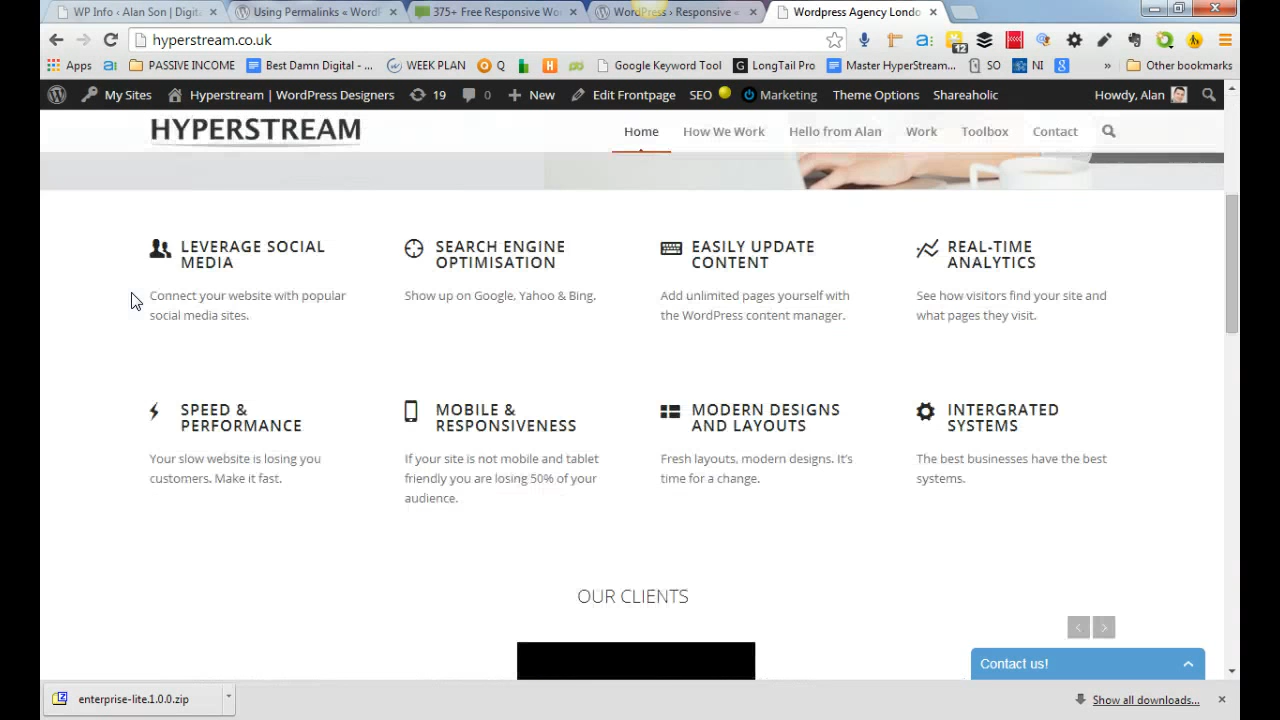 WP Info ‹ Alan Son | Digit
Using Permalinks « WordP
375+ Free Responsive Wor
WordPress › Responsive «
Wordpress Agency Londo
hyperstream.co.uk
12
Apps
a:
PASSIVE INCOME
Best Damn Digital - ...
WEEK PLAN
Q
H
Google Keyword Tool
G LongTail Pro
Master HyperStream...
SO
NI
»
Other bookmarks
My Sites
Hyperstream | WordPress Designers
19
0
New
Edit Frontpage
SEO
Marketing
Theme Options
Shareaholic
Howdy, Alan
HYPERSTREAM
Home
How We Work
Hello from Alan
Work
Toolbox
Contact
LEVERAGE SOCIAL
MEDIA
Connect your website with popular
social media sites.
SEARCH ENGINE
OPTIMISATION
Show up on Google, Yahoo & Bing.
EASILY UPDATE
CONTENT
Add unlimited pages yourself with
the WordPress content manager.
REAL-TIME
ANALYTICS
See how visitors find your site and
what pages they visit.
SPEED &
PERFORMANCE
Your slow website is losing you
customers. Make it fast.
MOBILE &
RESPONSIVENESS
If your site is not mobile and tablet
friendly you are losing 50% of your
audience.
MODERN DESIGNS
AND LAYOUTS
Fresh layouts, modern designs. It's
time for a change.
INTERGRATED
SYSTEMS
The best businesses have the best
systems.
OUR CLIENTS
Contact us!
enterprise-lite.1.0.0.zip
Show all downloads...